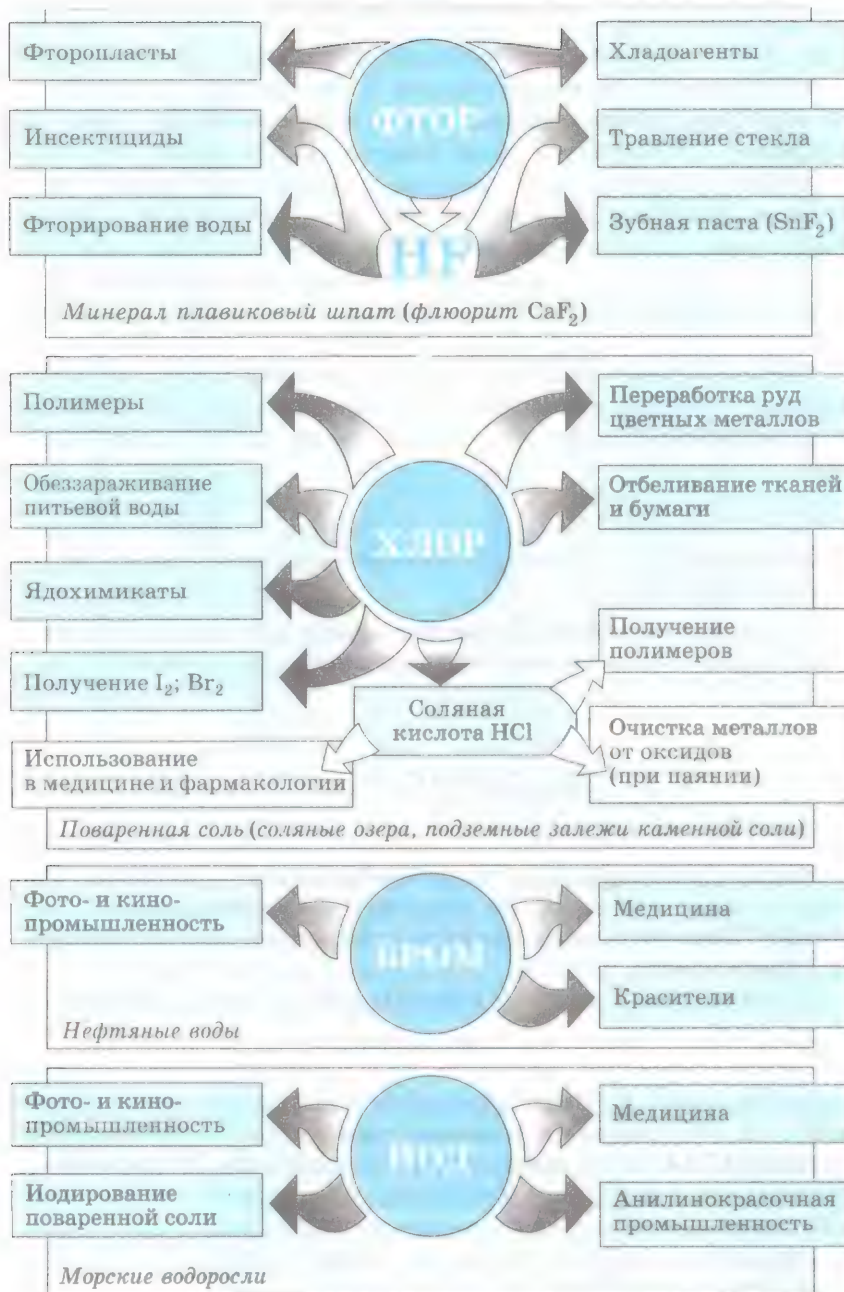 Фторопласты
Хладоагенты
ФТОР
Инсектициды
Травление стекла
Фторирование воды
Зубная паста (SnF₂)
HF
Минерал плавиковый шпат (флюорит CaF₂)
Полимеры
Переработка руд
цветных металлов
Обеззараживание
питьевой воды
Отбеливание тканей
и бумаги
ХЛОР
Ядохимикаты
Получение I₂; Br₂
Получение
полимеров
Соляная
кислота HCl
Использование
в медицине и фармакологии
Очистка металлов
от оксидов
(при паянии)
Поваренная соль (соляные озера, подземные залежи каменной соли)
Фото- и кино-
промышленность
Медицина
БРОМ
Красители
Нефтяные воды
Фото- и кино-
промышленность
Медицина
ИОД
Иодирование
поваренной соли
Анилинокрасочная
промышленность
Морские водоросли